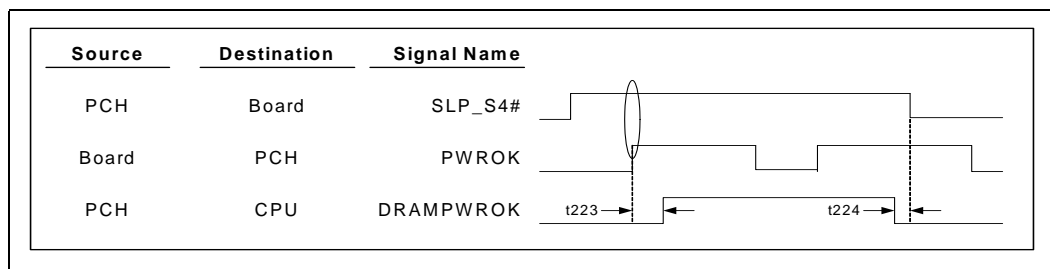 Source Destination Signal Name
PCH Board SLP_S4#
Board PCH PWROK
PCH CPU DRAMPWROK t223 t224